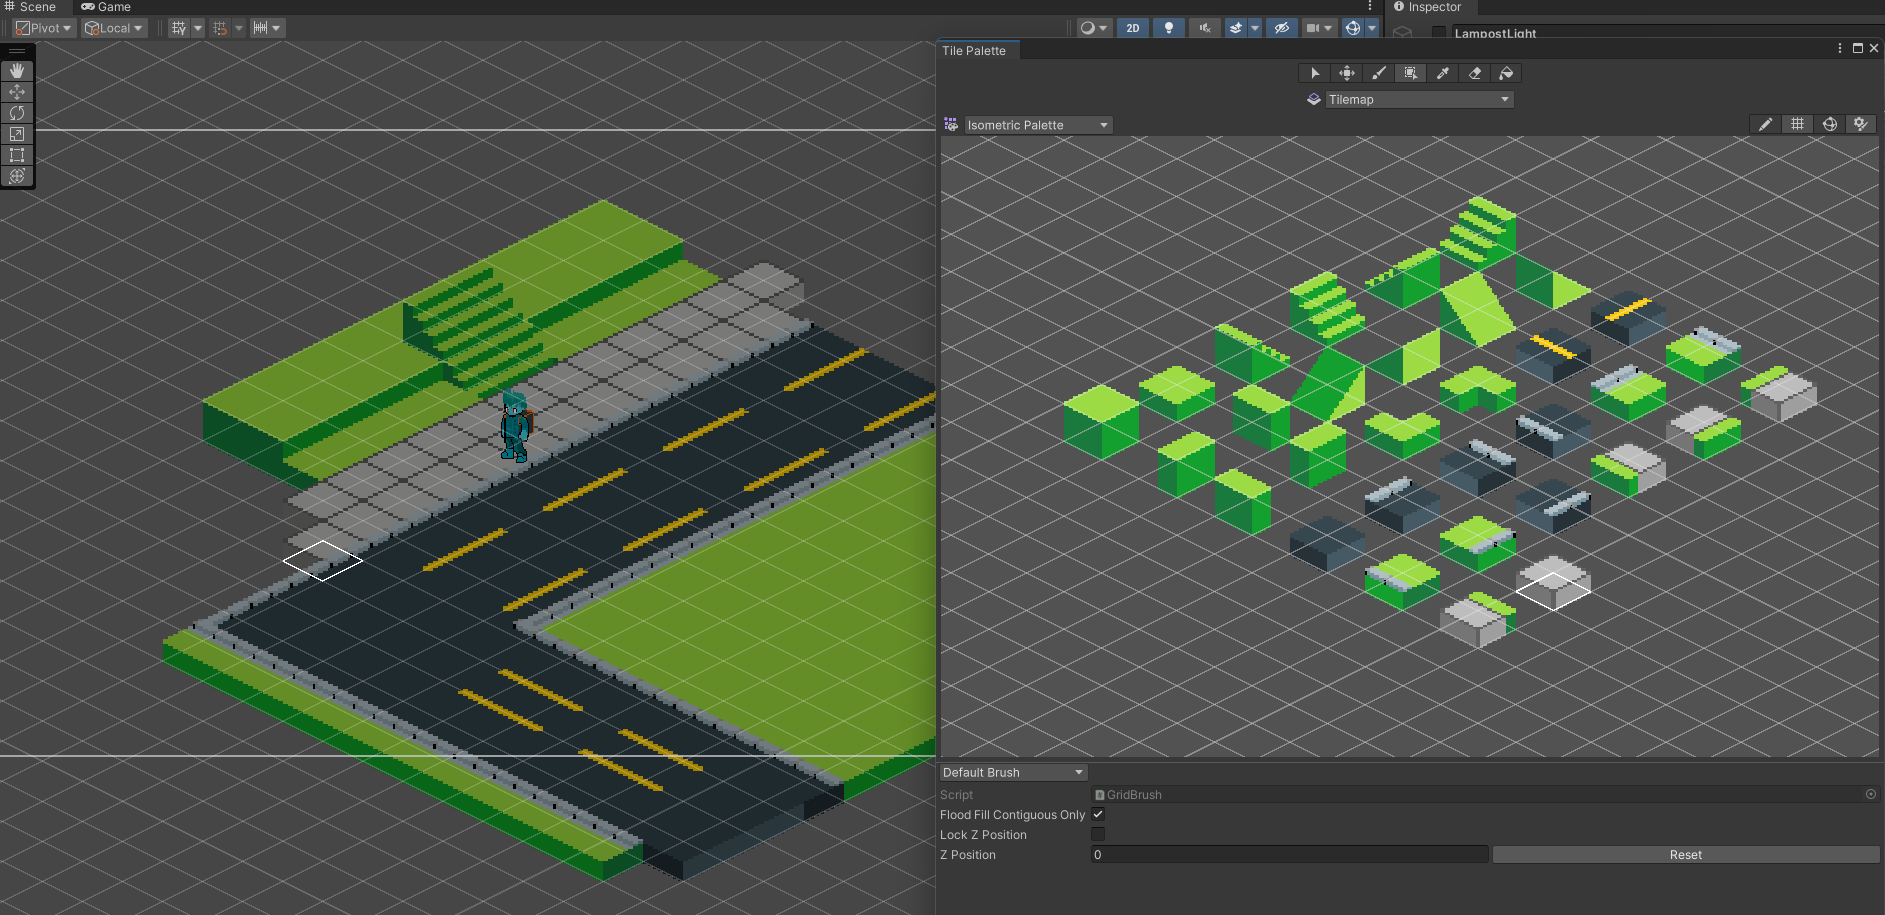 Scene Game
Inspector
Pivot Local
2D
LampostLight
Tile Palette
Tilemap
Isometric Palette
Default Brush
Script GridBrush
Flood Fill Contiguous Only
Lock Z Position
Z Position 0 Reset